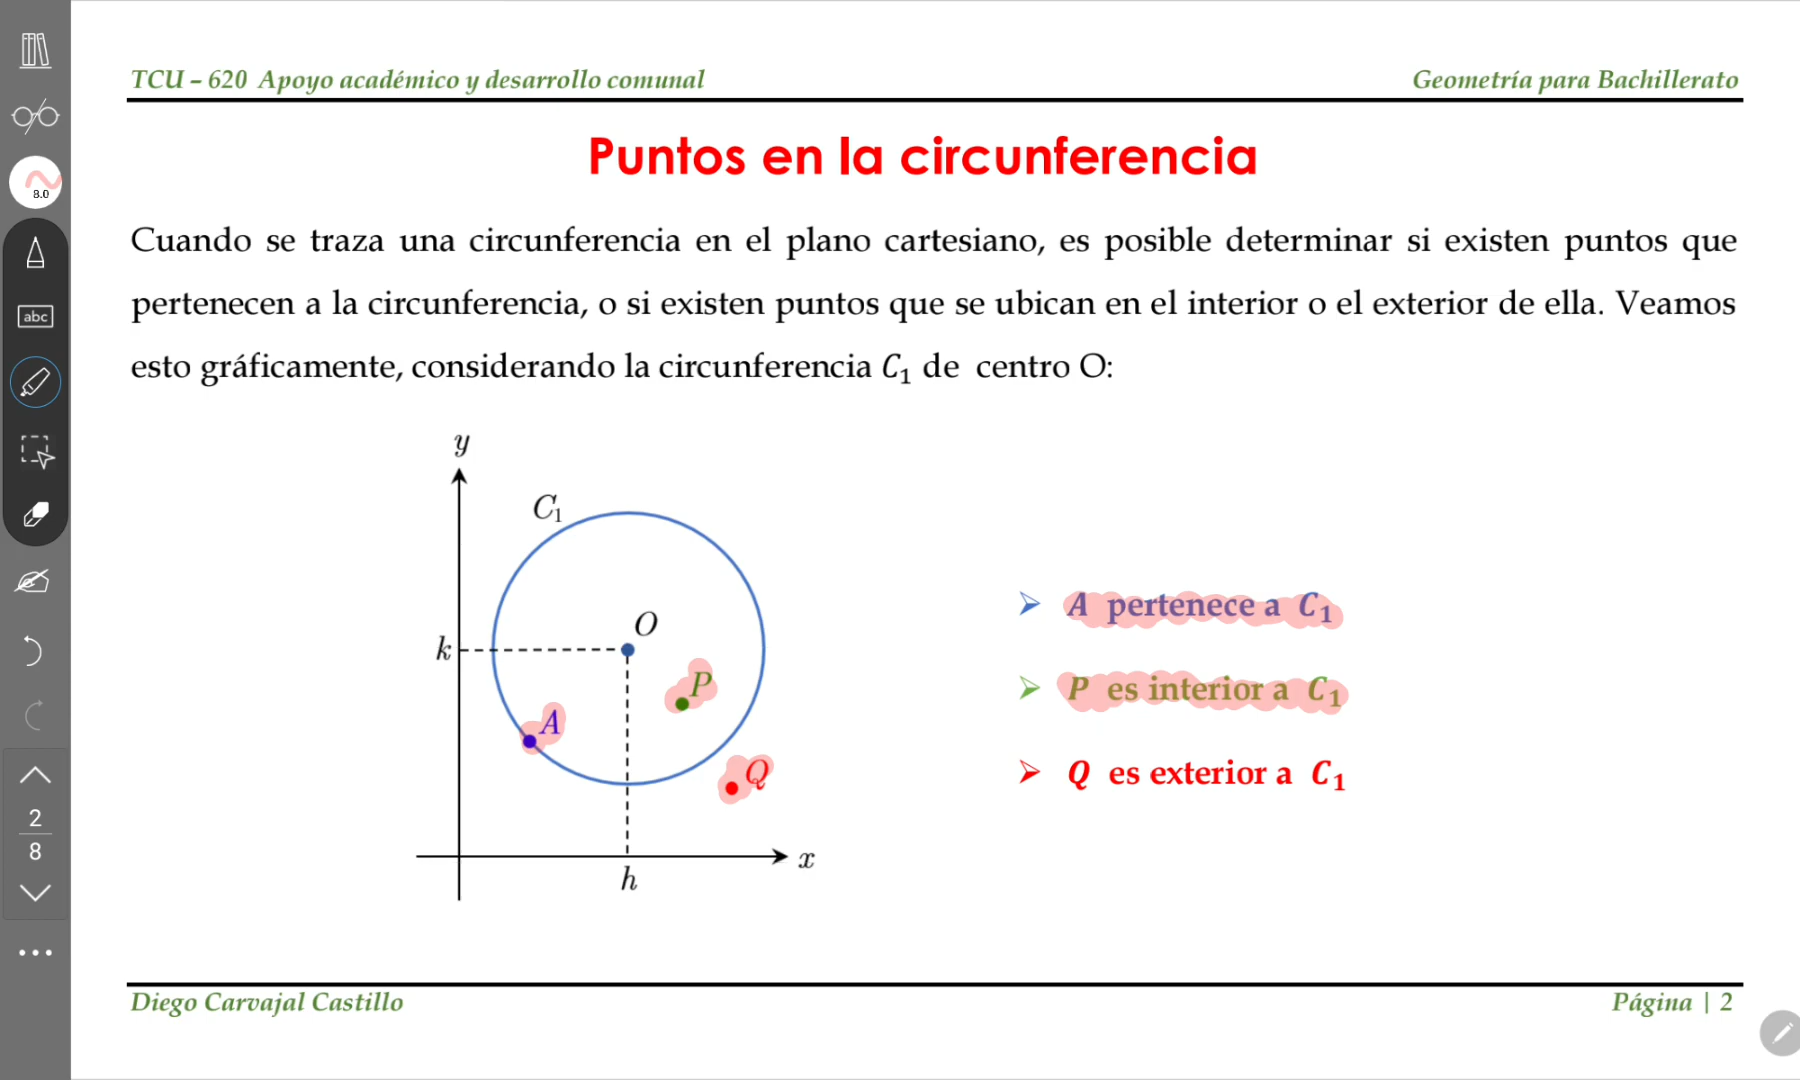 TCU – 620 Apoyo académico y desarrollo comunal
Geometría para Bachillerato
Puntos en la circunferencia
8.0
Cuando se traza una circunferencia en el plano cartesiano, es posible determinar si existen puntos que
abc
pertenecen a la circunferencia, o si existen puntos que se ubican en el interior o el exterior de ella. Veamos
esto gráficamente, considerando la circunferencia C₁ de centro O:
y
C₁
O
k
P
A
Q
x
h
➢ A pertenece a C₁
➢ P es interior a C₁
➢ Q es exterior a C₁
2
8
Diego Carvajal Castillo
Página | 2